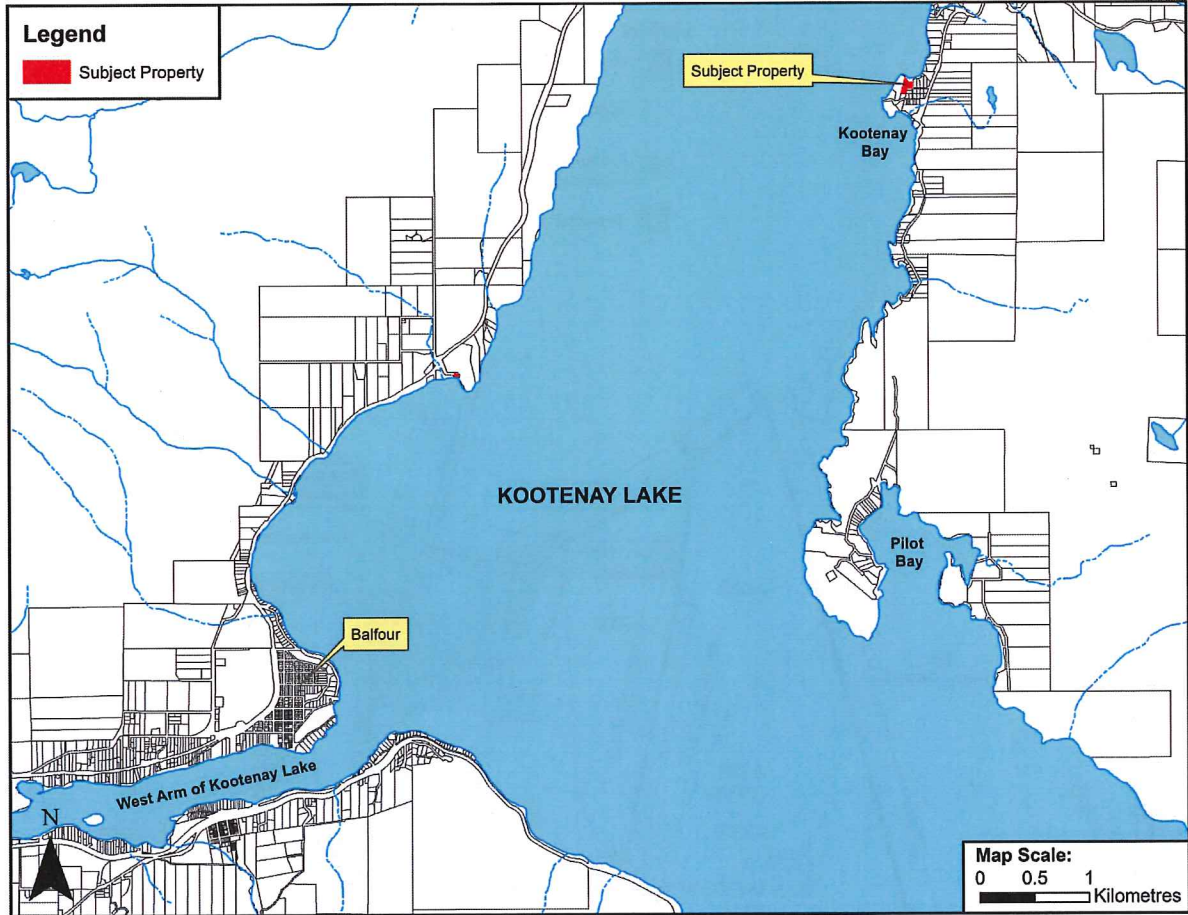 Legend
Subject Property
Subject Property
Kootenay
Bay
KOOTENAY LAKE
Pilot
Bay
Balfour
West Arm of Kootenay Lake
N
Map Scale:
0 0.5 1
Kilometres